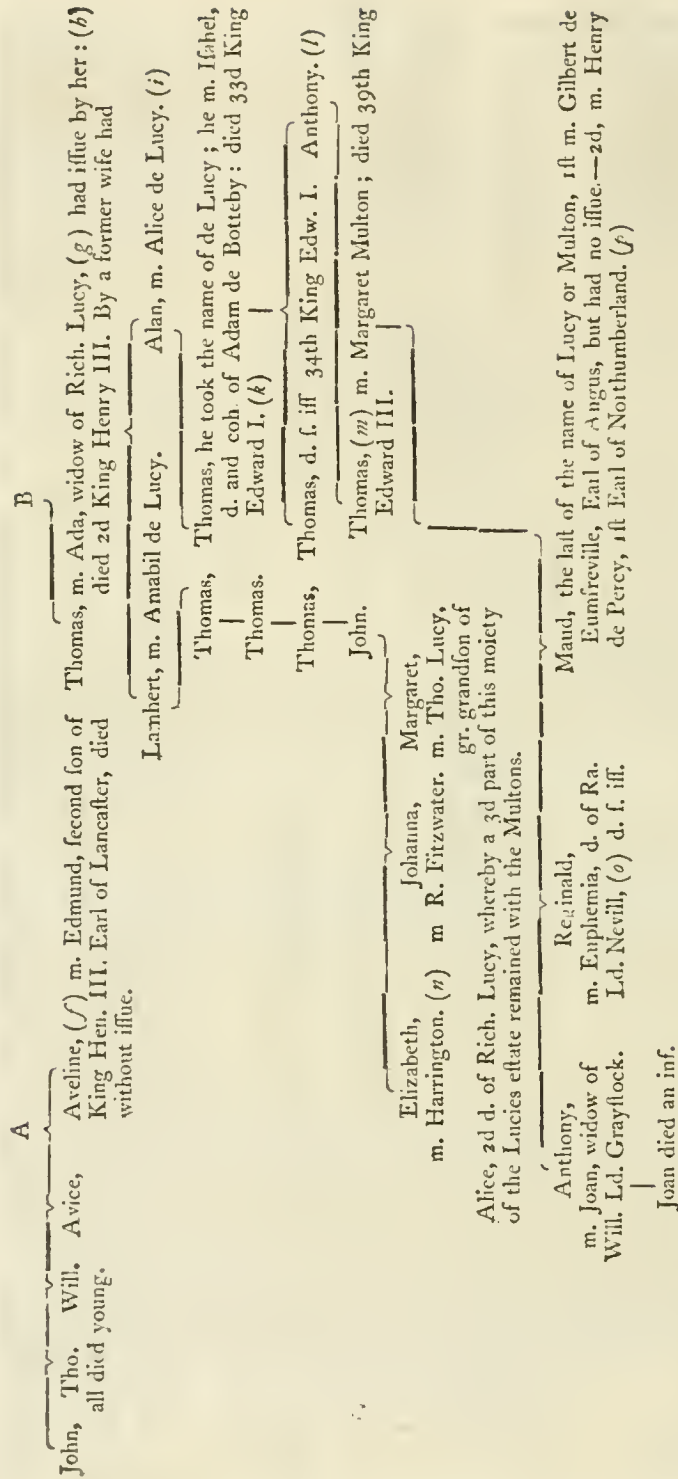 A
John, Tho. Will. Avice,
all died young.
Aveline, (f) m. Edmund, ſecond ſon of
King Hen. III. Earl of Lancaſter, died
without iſſue.
B
Thomas, m. Ada, widow of Rich. Lucy, (g) had iſſue by her: (h)
died 2d King Henry III. By a former wife had
Lambert, m. Amabil de Lucy. Alan, m. Alice de Lucy. (i)
Thomas,
Thomas.
Thomas,
John.
Thomas, he took the name of de Lucy; he m. Iſabel,
d. and coh. of Adam de Botteby: died 33d King
Edward I. (k)
Thomas, d. ſ. iſſ 34th King Edw. I. Anthony. (l)
Thomas, (m) m. Margaret Multon; died 39th King
Edward III.
Elizabeth, Johanna, Margaret,
m. Harrington. (n) m R. Fitzwater. m. Tho. Lucy,
gr. grandſon of
Alice, 2d d. of Rich. Lucy, whereby a 3d part of this moiety
of the Lucies eſtate remained with the Multons.
Anthony,
m. Joan, widow of
Will. Ld. Grayſtock.
Joan died an inf.
Reginald,
m. Euphemia, d. of Ra.
Ld. Nevill, (o) d. ſ. iſſ.
Maud, the laſt of the name of Lucy or Multon, 1ſt m. Gilbert de
Eumfreville, Earl of Angus, but had no iſſue.—2d, m. Henry
de Percy, 1ſt Earl of Northumberland. (p)